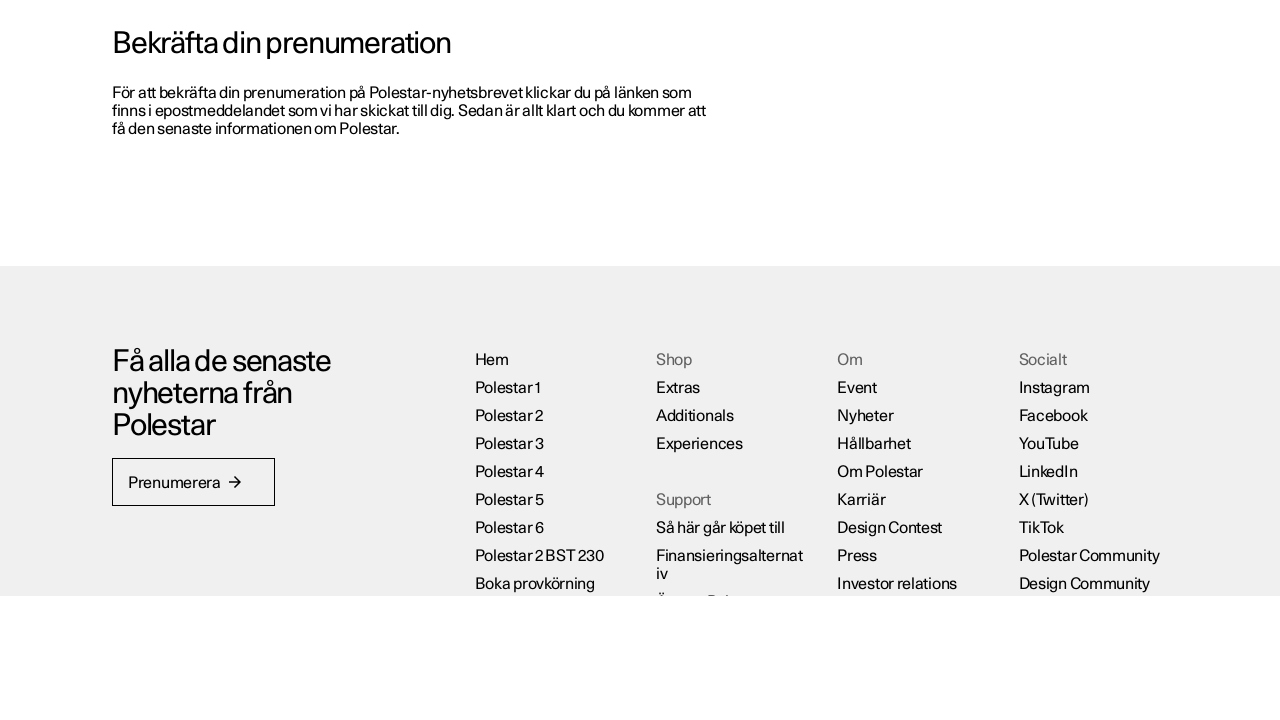 Bekräfta din prenumeration
För att bekräfta din prenumeration på Polestar-nyhetsbrevet klickar du på länken som
finns i epostmeddelandet som vi har skickat till dig. Sedan är allt klart och du kommer att
få den senaste informationen om Polestar.
Få alla de senaste
nyheterna från
Polestar
Prenumerera →
Hem
Polestar 1
Polestar 2
Polestar 3
Polestar 4
Polestar 5
Polestar 6
Polestar 2 BST 230
Boka provkörning
Shop
Extras
Additionals
Experiences
Support
Så här går köpet till
Finansieringsalternat
iv
Om
Event
Nyheter
Hållbarhet
Om Polestar
Karriär
Design Contest
Press
Investor relations
Socialt
Instagram
Facebook
YouTube
LinkedIn
X (Twitter)
TikTok
Polestar Community
Design Community